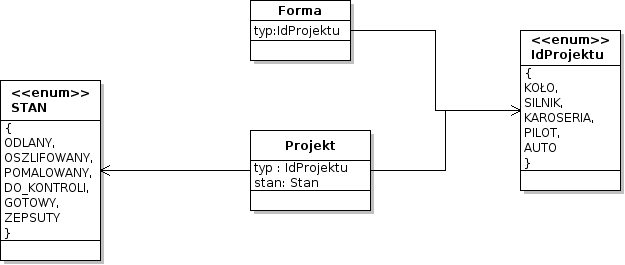 Forma
typ:IdProjektu
<<enum>>
IdProjektu
{
KOŁO,
SILNIK,
KAROSERIA,
PILOT,
AUTO
}
<<enum>>
STAN
{
ODLANY,
OSZLIFOWANY,
POMALOWANY,
DO_KONTROLI,
GOTOWY,
ZEPSUTY
}
Projekt
typ : IdProjektu
stan: Stan